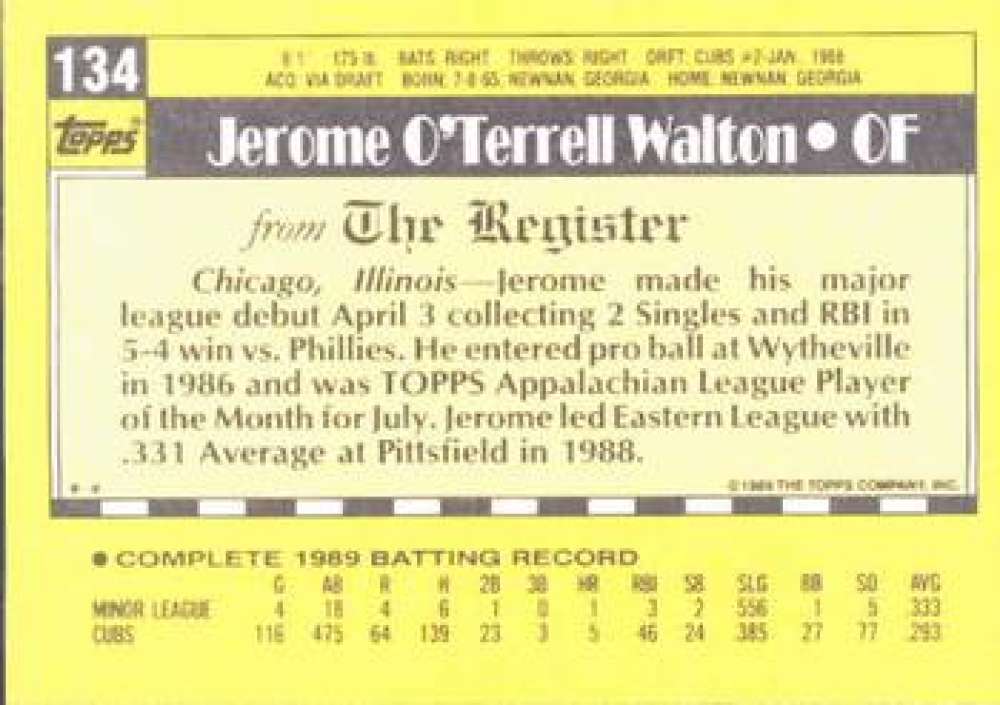 134
6'1" 175 lb. BATS: RIGHT THROWS: RIGHT DRFT: CUBS #2-JAN. 1986
ACQ: VIA DRAFT BORN: 7-8-65, NEWNAN, GEORGIA HOME: NEWNAN, GEORGIA
Topps®
Jerome O'Terrell Walton • OF
from The Register
Chicago, Illinois—Jerome made his major
league debut April 3 collecting 2 Singles and RBI in
5-4 win vs. Phillies. He entered pro ball at Wytheville
in 1986 and was TOPPS Appalachian League Player
of the Month for July. Jerome led Eastern League with
.331 Average at Pittsfield in 1988.
* *
© 1989 THE TOPPS COMPANY, INC.
• COMPLETE 1989 BATTING RECORD
G AB R H 2B 3B HR RBI SB SLG BB SO AVG
MINOR LEAGUE 4 18 4 6 1 0 1 3 2 .556 1 5 .333
CUBS 116 475 64 139 23 3 5 46 24 .385 27 77 .293